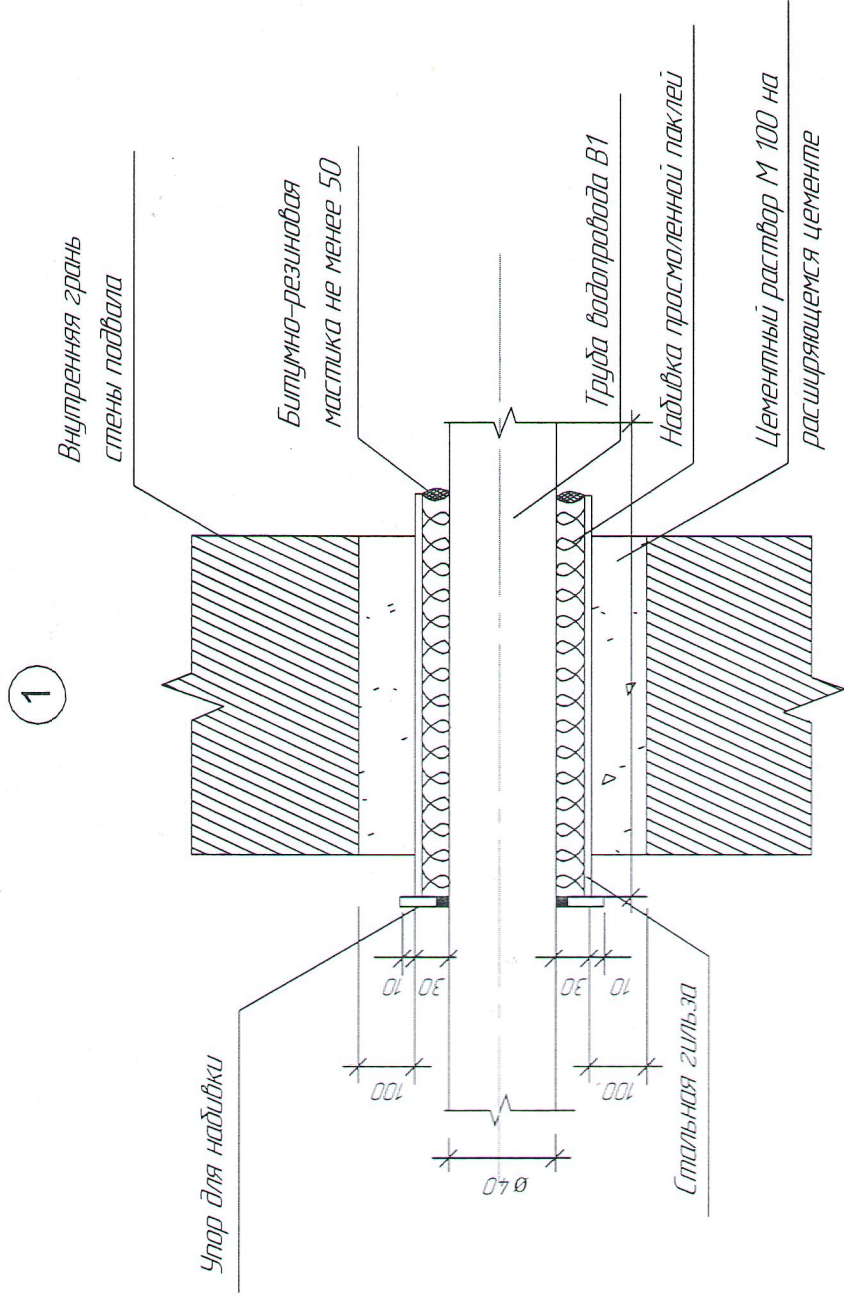 1
Внутренняя грань
стены подвала
Битумно-резиновая
мастика не менее 50
Труба водопровода В1
Набивка просмоленной паклей
Цементный раствор М 100 на
расширяющемся цементе
Упор для набивки
Стальная гильза
100
10
30
ø40
30
10
100